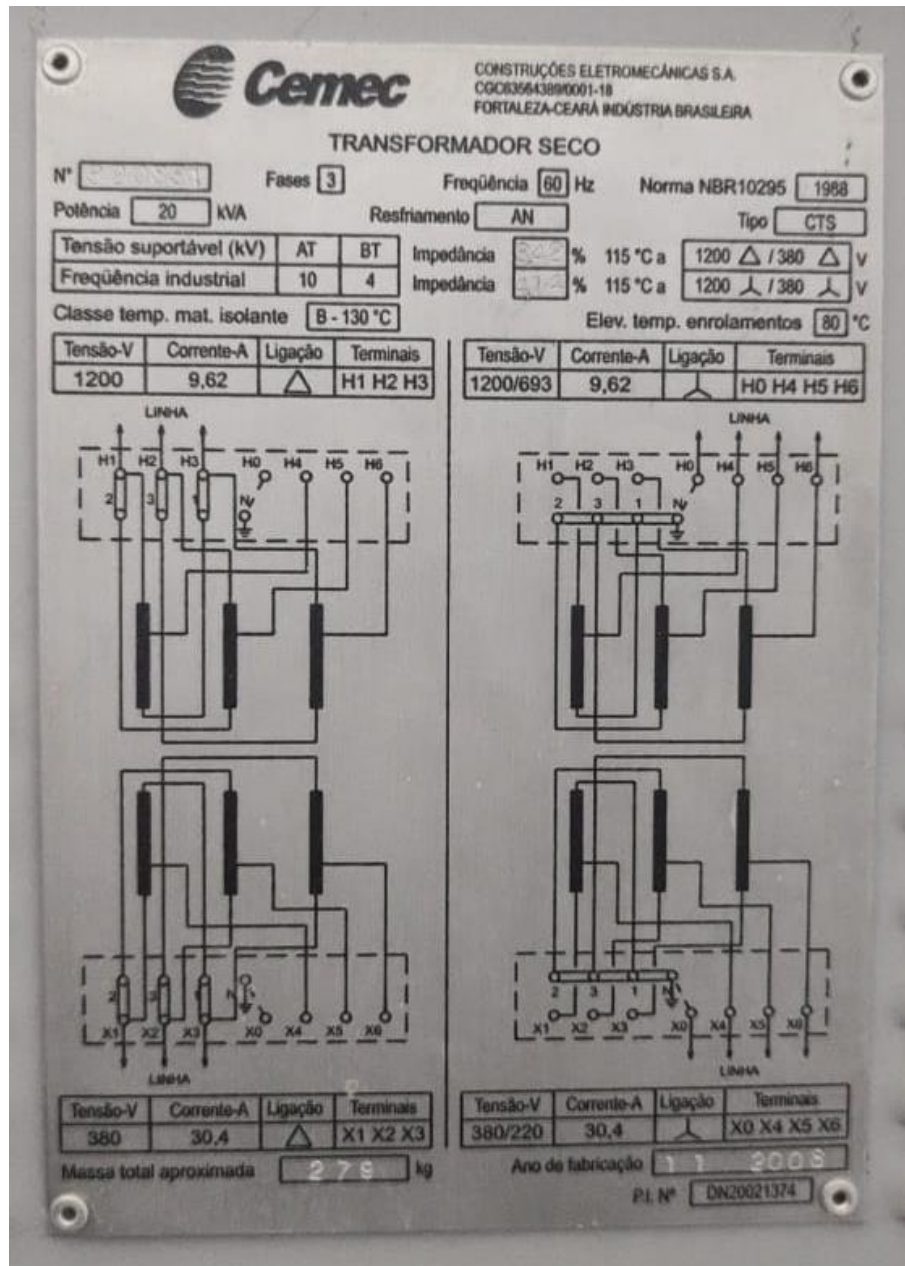 Cemec
CONSTRUÇÕES ELETROMECÂNICAS S.A.
CGC63564389/0001-18
FORTALEZA-CEARÁ INDÚSTRIA BRASILEIRA
TRANSFORMADOR SECO
N° Fases 3 Freqüência 60 Hz Norma NBR10295 1988
Potência 20 kVA Resfriamento AN Tipo CTS
Tensão suportável (kV) AT BT Impedância % 115 °C a 1200 △ / 380 △ V
Freqüência industrial 10 4 Impedância % 115 °C a 1200 / 380 V
Classe temp. mat. isolante B - 130 °C Elev. temp. enrolamentos 80 °C
Tensão-V Corrente-A Ligação Terminais Tensão-V Corrente-A Ligação Terminais
1200 9,62 △ H1 H2 H3 1200/693 9,62 H0 H4 H5 H6
LINHA LINHA
H1 H2 H3 H0 H4 H5 H6 H1 H2 H3 H0 H4 H5 H6
2 3 1 N 2 3 1 N
2 3 1 N 2 3 1 N
X1 X2 X3 X0 X4 X5 X6 X1 X2 X3 X0 X4 X5 X6
LINHA LINHA
Tensão-V Corrente-A Ligação Terminais Tensão-V Corrente-A Ligação Terminais
380 30,4 △ X1 X2 X3 380/220 30,4 X0 X4 X5 X6
Massa total aproximada 279 kg Ano de fabricação 11 2008
P.I. N° DN20021374